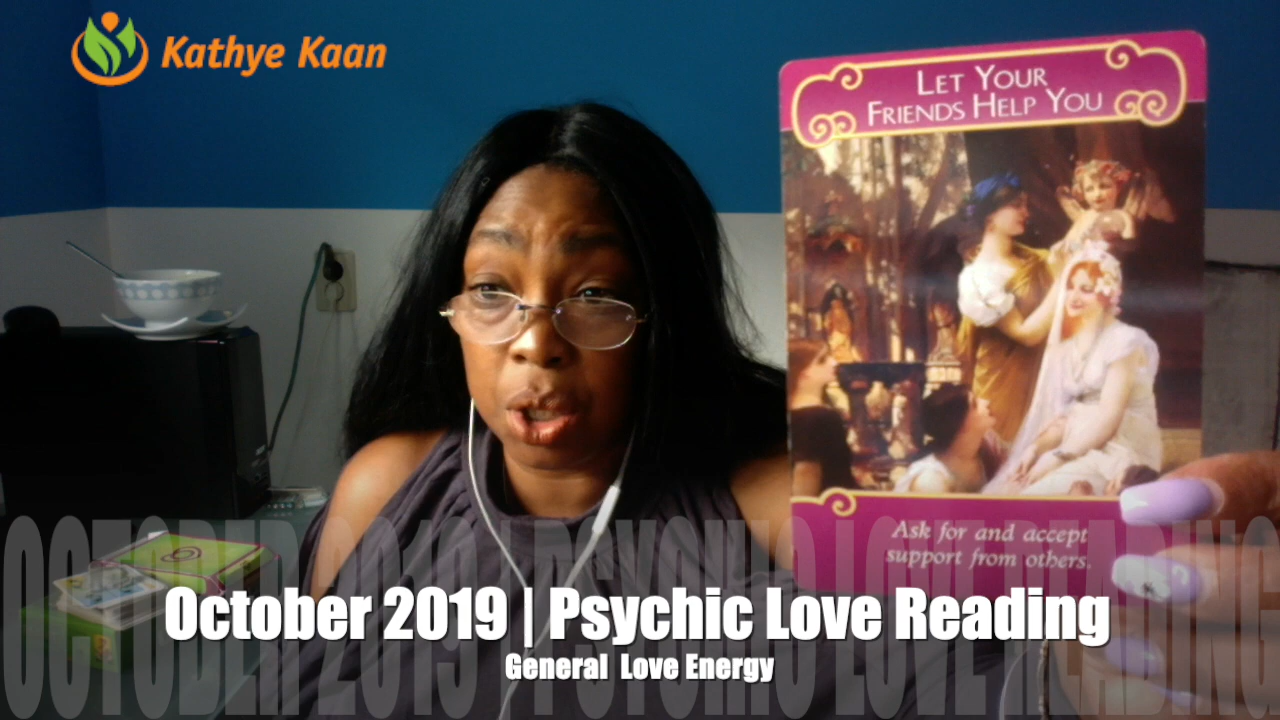 Kathye Kaan
LET YOUR
FRIENDS HELP YOU
Ask for and accept
support from others.
OCTOBER 2019 | PSYCHIC LOVE READING
October 2019 | Psychic Love Reading
General Love Energy